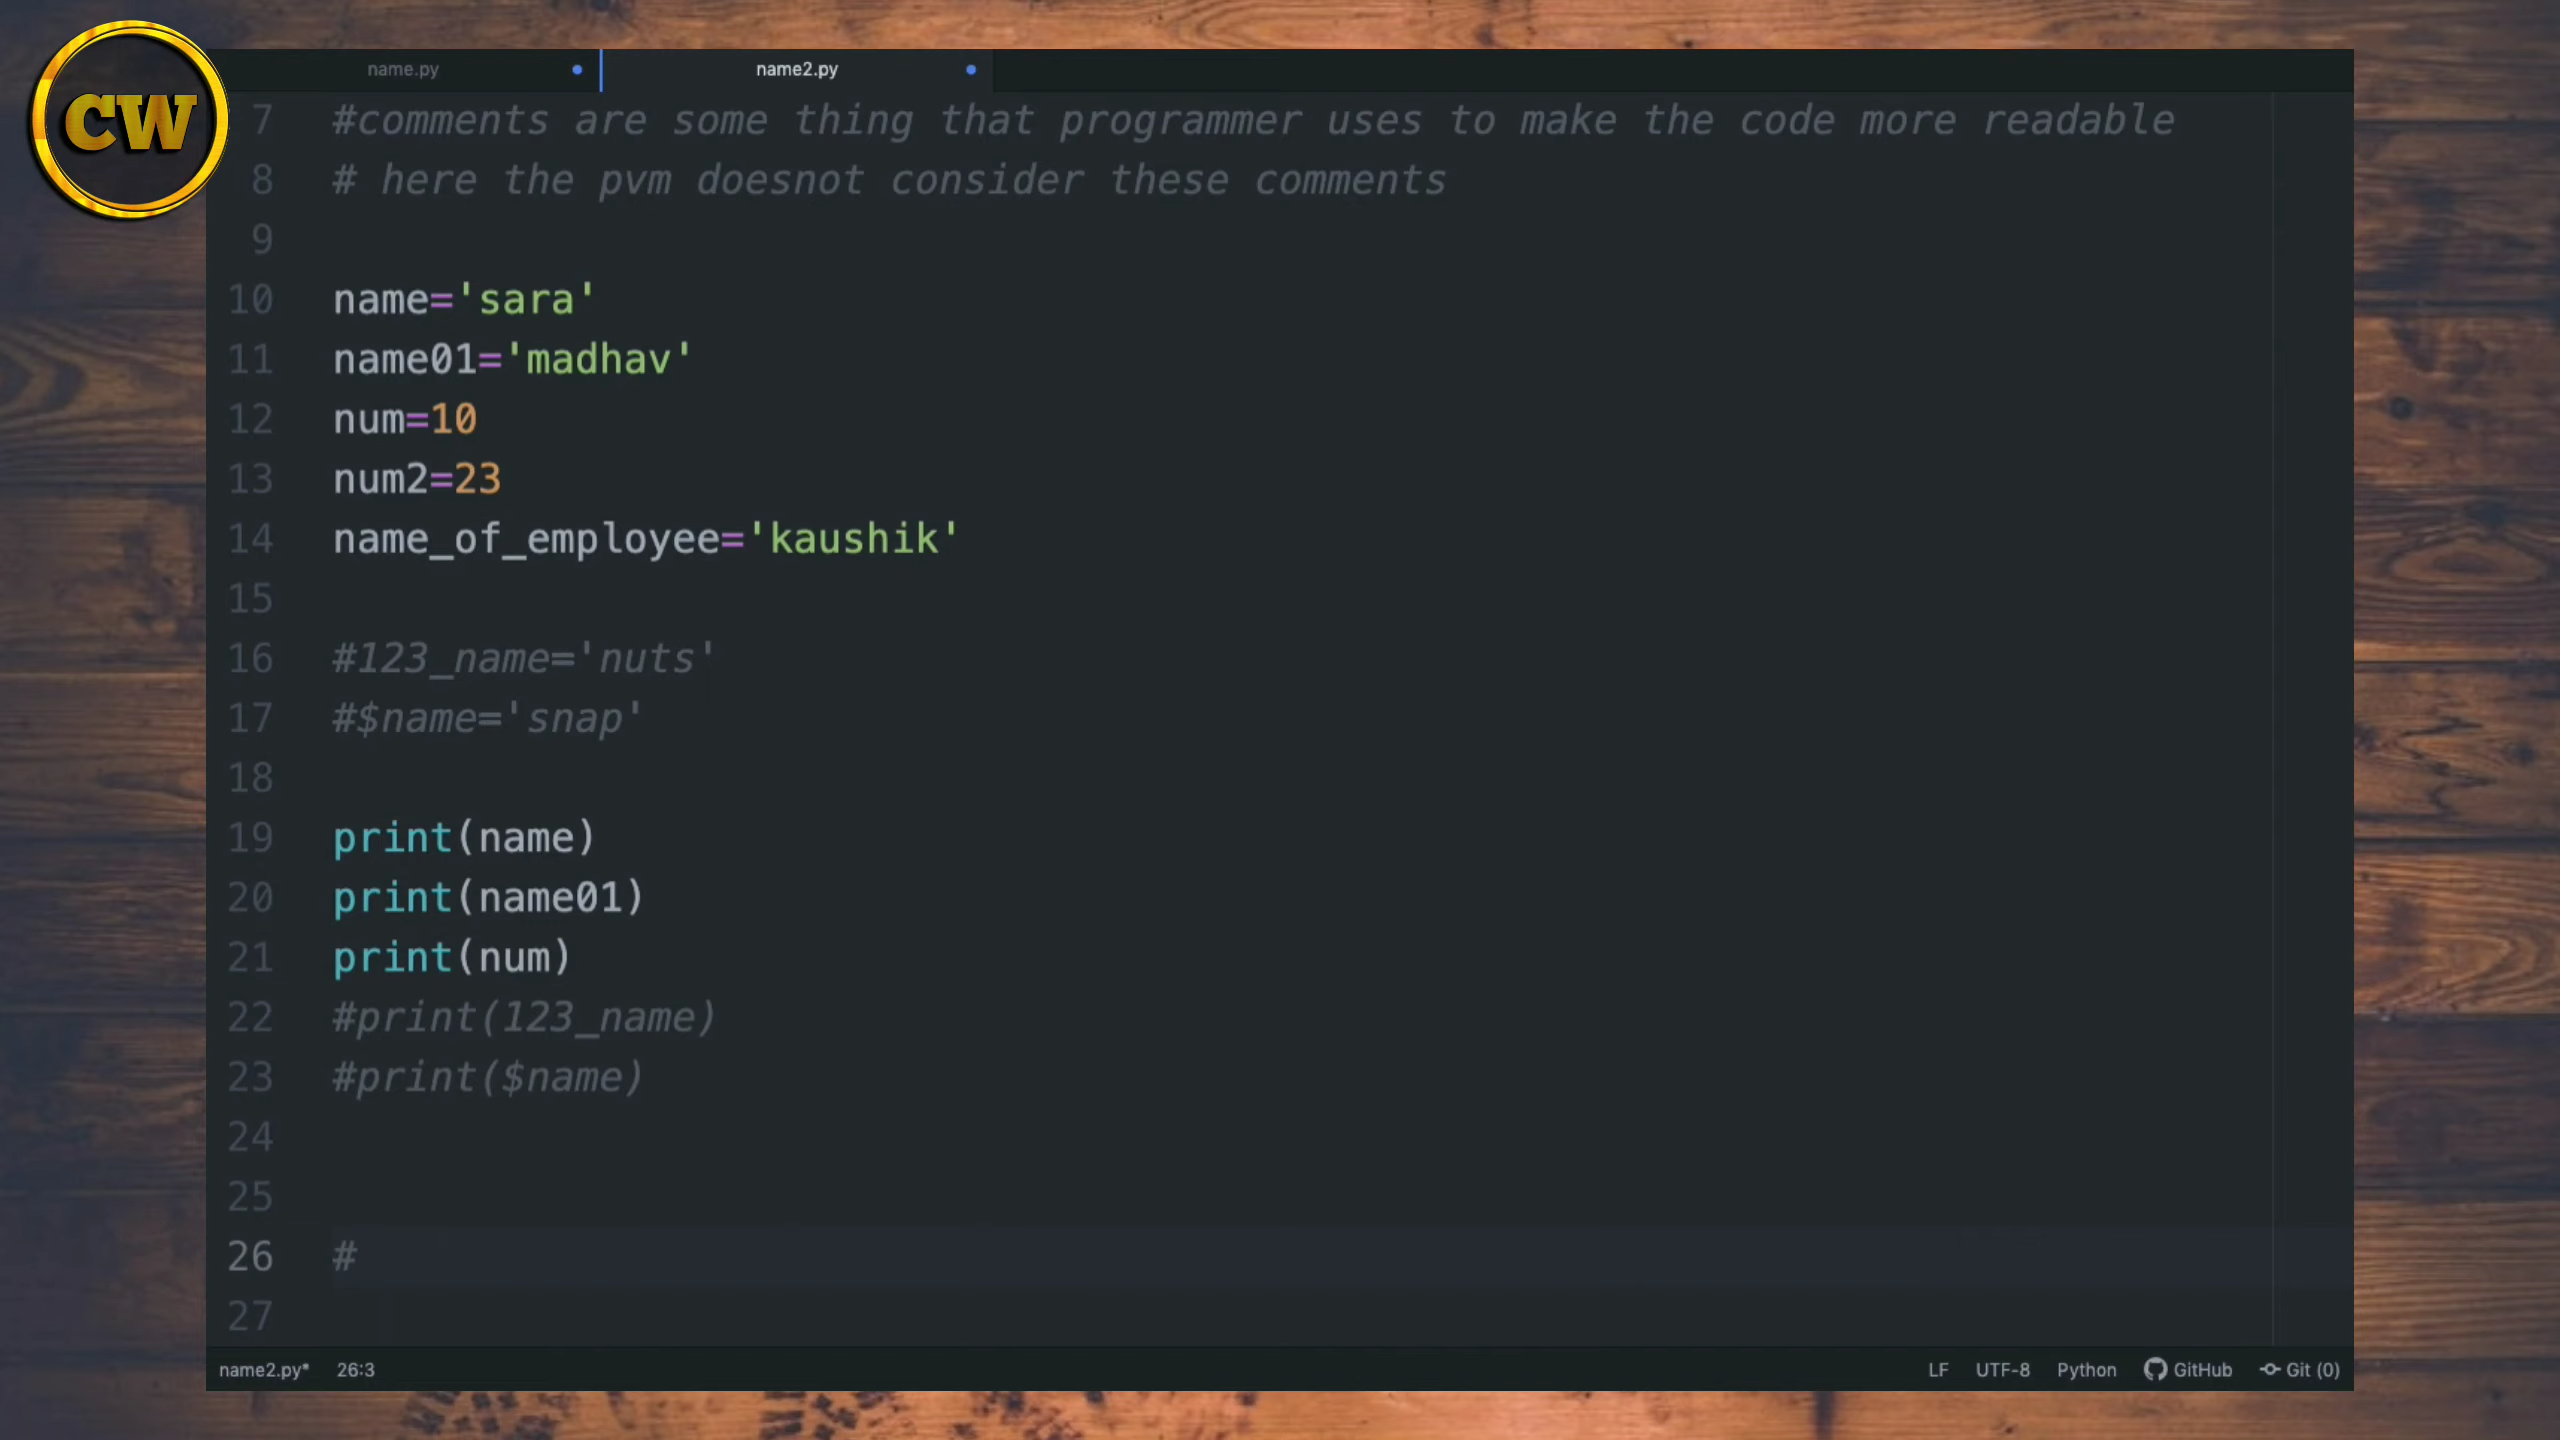 CW
name.py
name2.py
7 #comments are some thing that programmer uses to make the code more readable
8 # here the pvm doesnot consider these comments
9
10 name='sara'
11 name01='madhav'
12 num=10
13 num2=23
14 name_of_employee='kaushik'
15
16 #123_name='nuts'
17 #$name='snap'
18
19 print(name)
20 print(name01)
21 print(num)
22 #print(123_name)
23 #print($name)
24
25
26 #
27
name2.py* 26:3 LF UTF-8 Python GitHub Git (0)